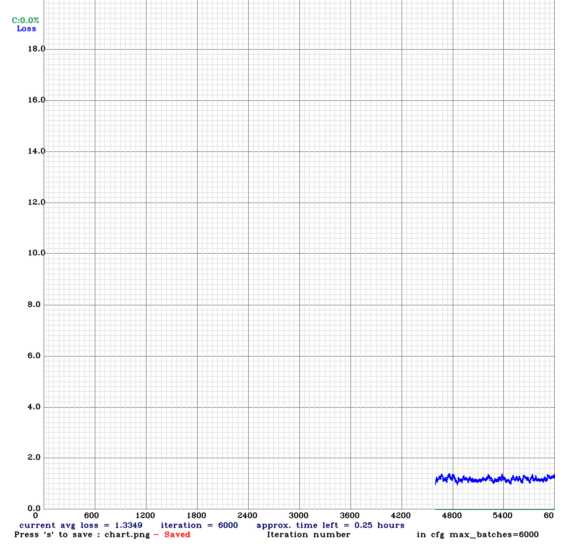 C:0.0%
Loss
18.0
16.0
14.0
12.0
10.0
8.0
6.0
4.0
2.0
0.0
600 1200 1800 2400 3000 3600 4200 4800 5400 60
current avg loss = 1.3349 iteration = 6000 approx. time left = 0.25 hours
Press 's' to save : chart.png - Saved Iteration number in cfg max_batches=6000